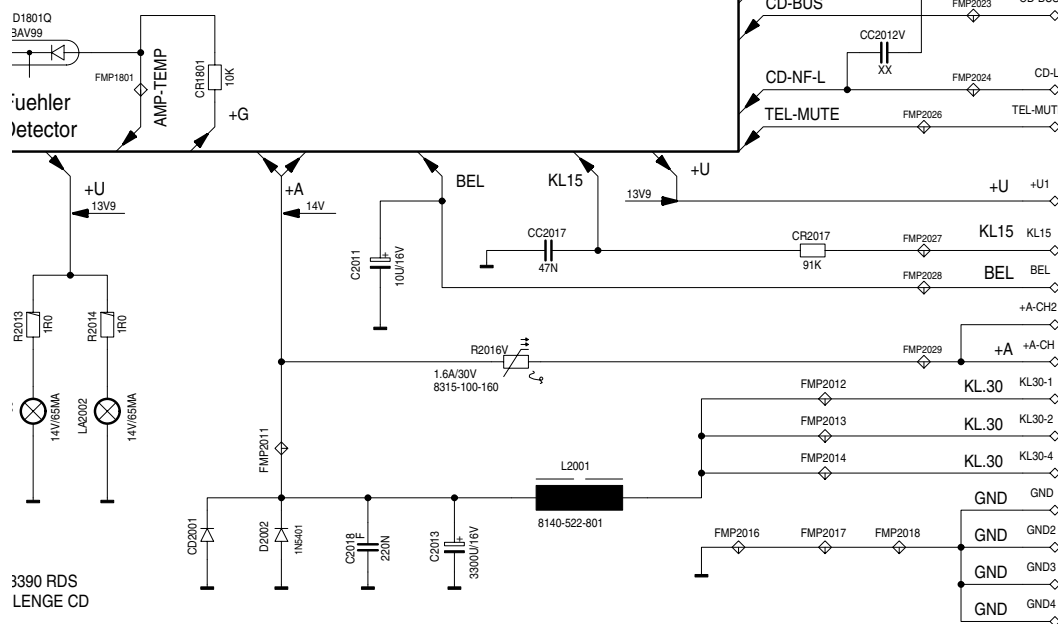 D1801Q
BAV99
FMP1801
AMP-TEMP
CR1801
10K
+G
Fuehler
Detector
CD-BUS
FMP2023
CD-BUS
CC2012V
XX
CD-NF-L
FMP2024
CD-L
TEL-MUTE
FMP2026
TEL-MUT
+U
13V9
+A
14V
BEL
KL15
+U
13V9
+U
+U1
C2011
10U/16V
CC2017
47N
CR2017
91K
FMP2027
KL15
KL15
FMP2028
BEL
BEL
+A-CH2
R2013
1R0
R2014
1R0
R2016V
1.6A/30V
8315-100-160
FMP2029
+A
+A-CH
14V/65MA
LA2002
14V/65MA
FMP2012
KL.30
KL30-1
FMP2013
KL.30
KL30-2
FMP2014
KL.30
KL30-4
FMP2011
L2001
8140-522-801
CD2001
D2002
1N5401
C2018
F
220N
C2013
3300U/16V
FMP2016
FMP2017
FMP2018
GND
GND
GND
GND2
GND
GND3
GND
GND4
3390 RDS
LENGE CD